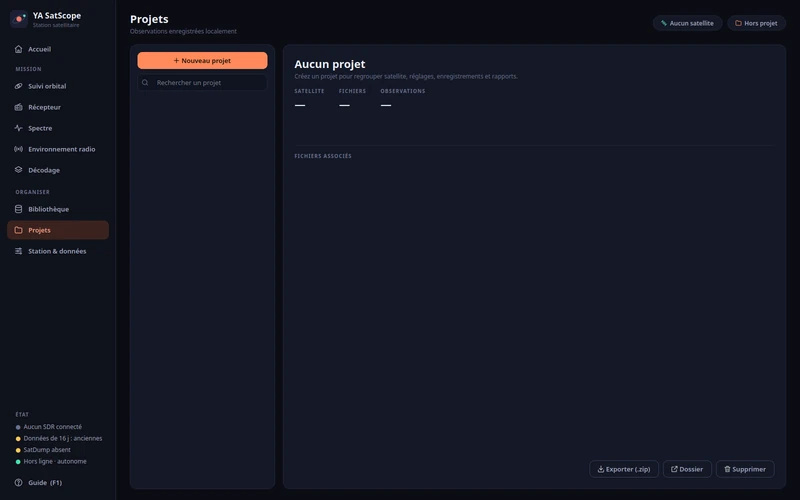 YA SatScope
Station satellitaire
Accueil
MISSION
Suivi orbital
Récepteur
Spectre
Environnement radio
Décodage
ORGANISER
Bibliothèque
Projets
Station & données
ÉTAT
Aucun SDR connecté
Données de 16 j : anciennes
SatDump absent
Hors ligne · autonome
Guide (F1)
Projets
Observations enregistrées localement
Aucun satellite
Hors projet
+ Nouveau projet
Rechercher un projet
Aucun projet
Créez un projet pour regrouper satellite, réglages, enregistrements et rapports.
SATELLITE FICHIERS OBSERVATIONS
— — —
FICHIERS ASSOCIÉS
Exporter (.zip)
Dossier
Supprimer